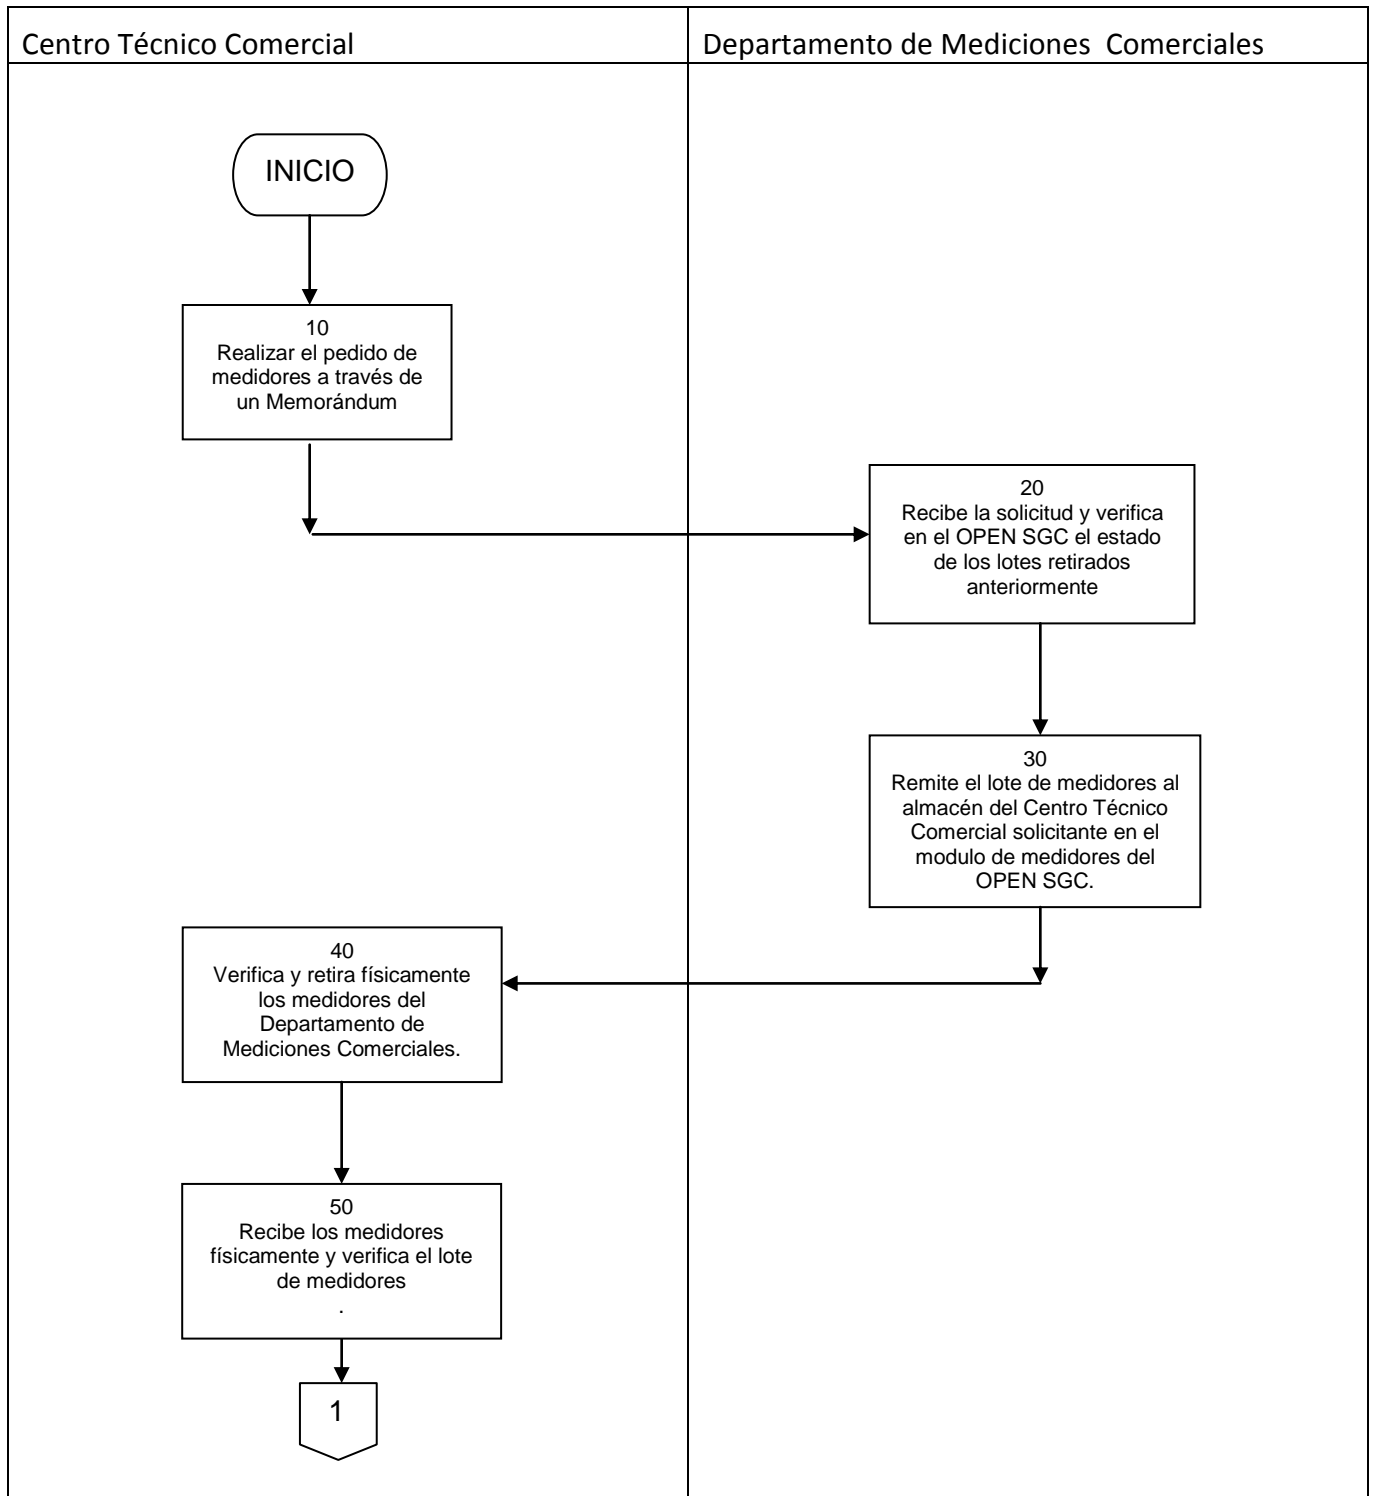 Centro Técnico Comercial
Departamento de Mediciones  Comerciales
INICIO
10
Realizar el pedido de
medidores a través de
un Memorándum
20
Recibe la solicitud y verifica
en el OPEN SGC el estado
de los lotes retirados
anteriormente
30
Remite el lote de medidores al
almacén del Centro Técnico
Comercial solicitante en el
modulo de medidores del
OPEN SGC.
40
Verifica y retira físicamente
los medidores del
Departamento de
Mediciones Comerciales.
50
Recibe los medidores
físicamente y verifica el lote
de medidores
.
1